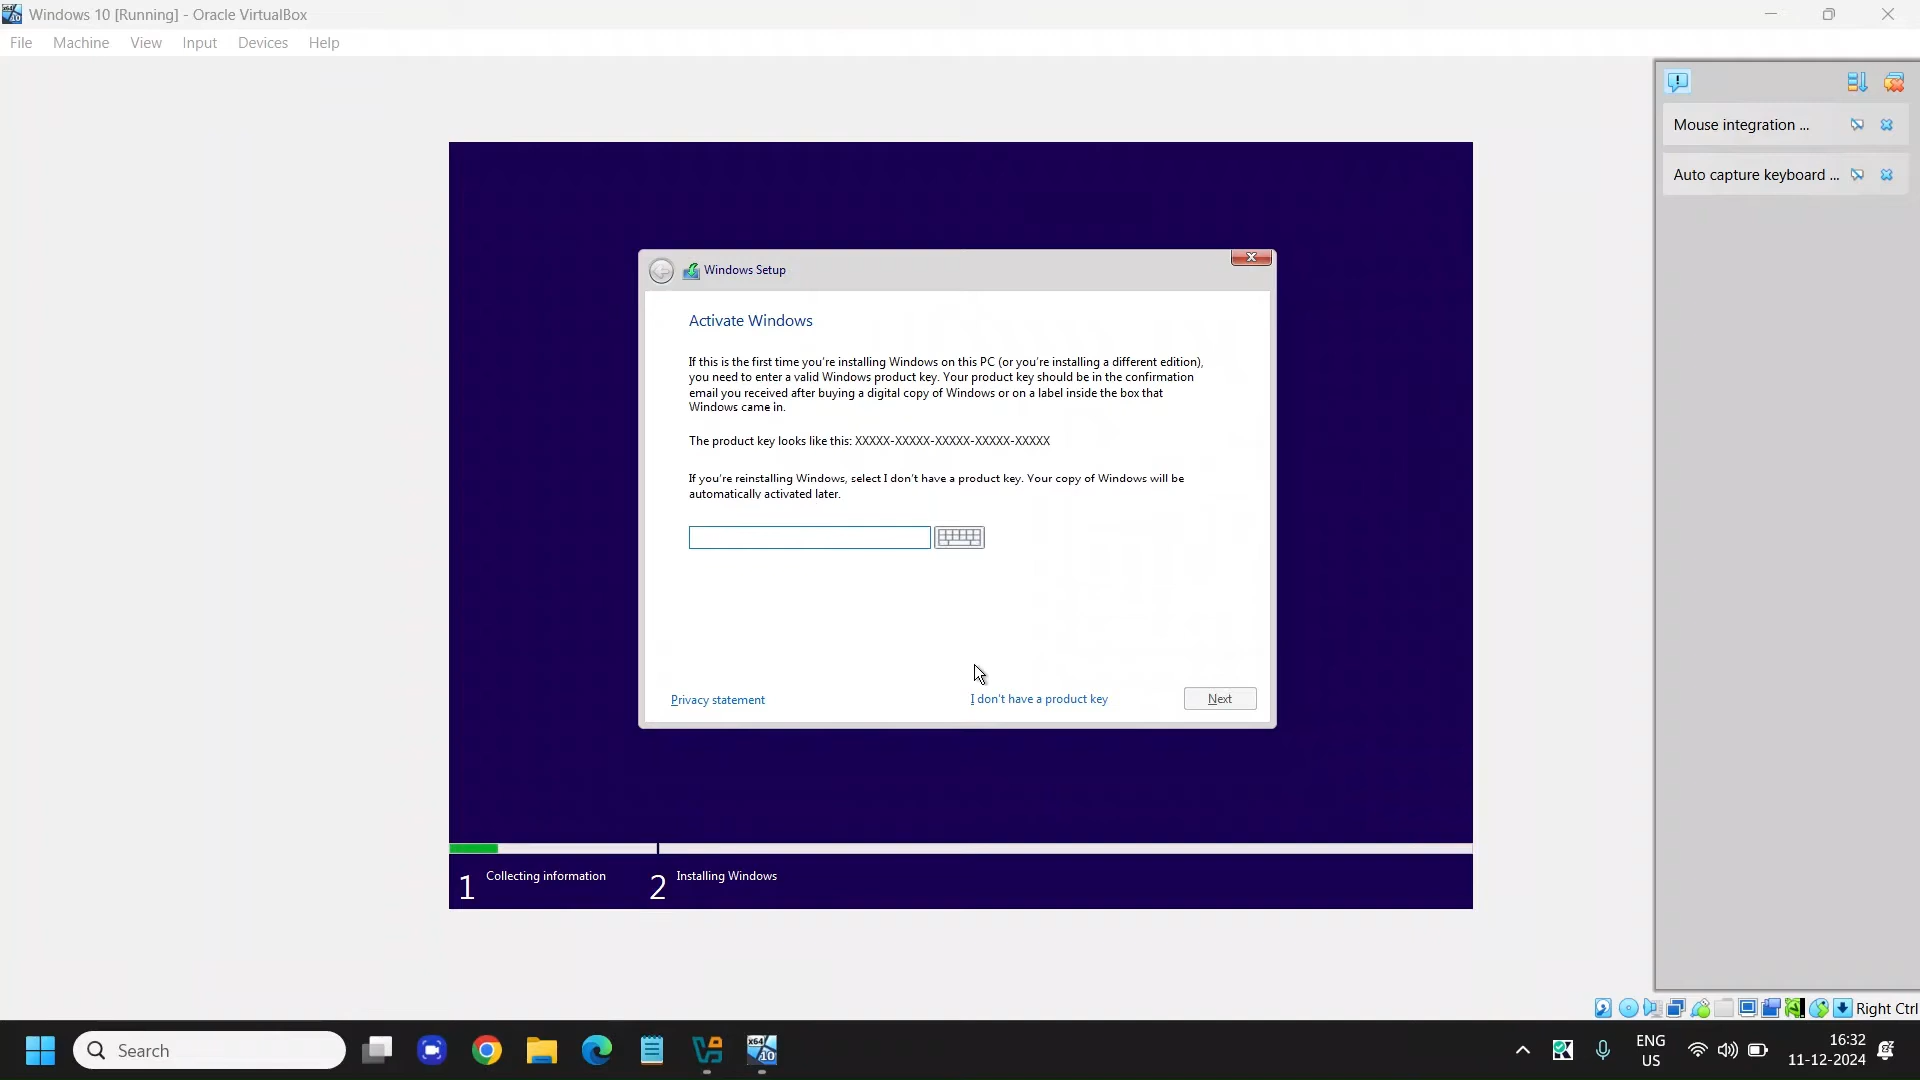 Windows 10 [Running] - Oracle VirtualBox
File Machine View Input Devices Help
Mouse integration ...
Auto capture keyboard ...
Windows Setup
Activate Windows
If this is the first time you're installing Windows on this PC (or you're installing a different edition),
you need to enter a valid Windows product key. Your product key should be in the confirmation
email you received after buying a digital copy of Windows or on a label inside the box that
Windows came in.
The product key looks like this: XXXXX-XXXXX-XXXXX-XXXXX-XXXXX
If you're reinstalling Windows, select I don't have a product key. Your copy of Windows will be
automatically activated later.
Privacy statement
I don't have a product key
Next
1 Collecting information
2 Installing Windows
Right Ctrl
Search
x64
10
ENG
US
16:32
11-12-2024